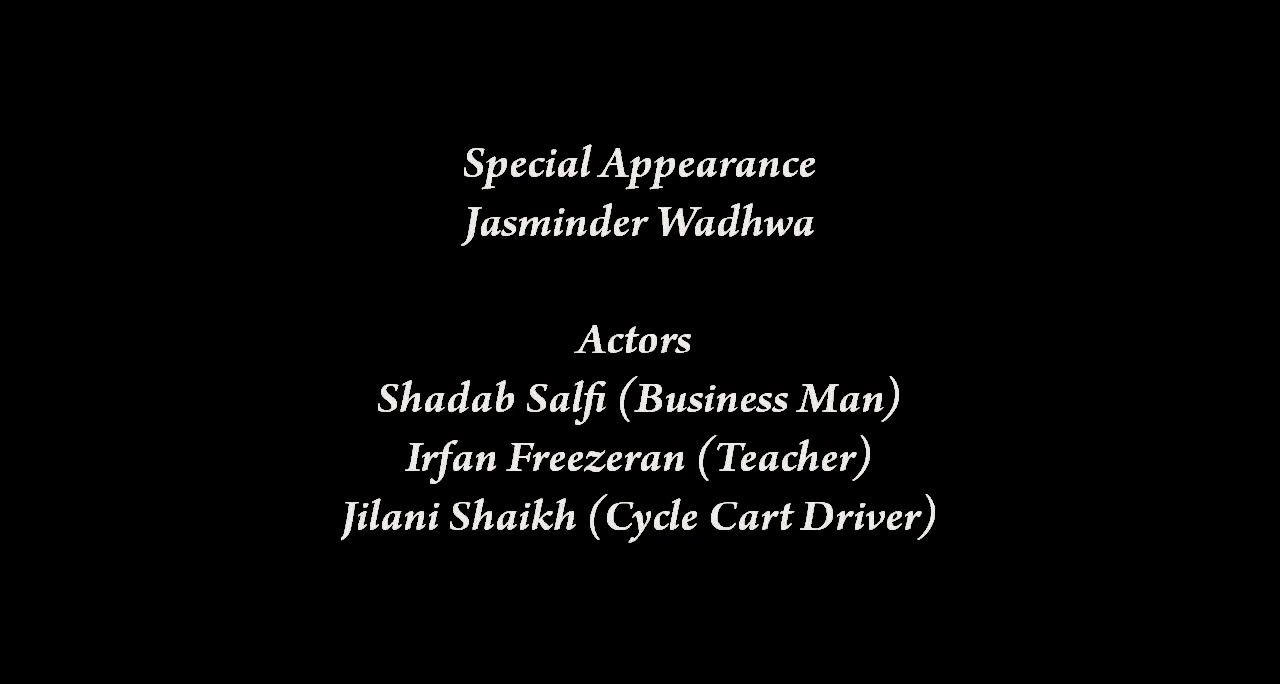 Special Appearance
Jasminder Wadhwa
Actors
Shadab Salfi (Business Man)
Irfan Freezeran (Teacher)
Jilani Shaikh (Cycle Cart Driver)